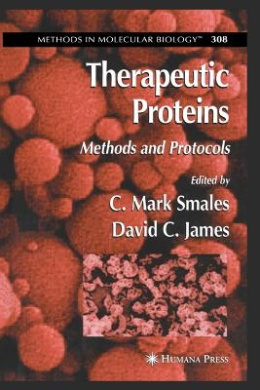 METHODS IN MOLECULAR BIOLOGY™ 308
Therapeutic
Proteins
Methods and Protocols
Edited by
C. Mark Smales
David C. James
HUMANA PRESS